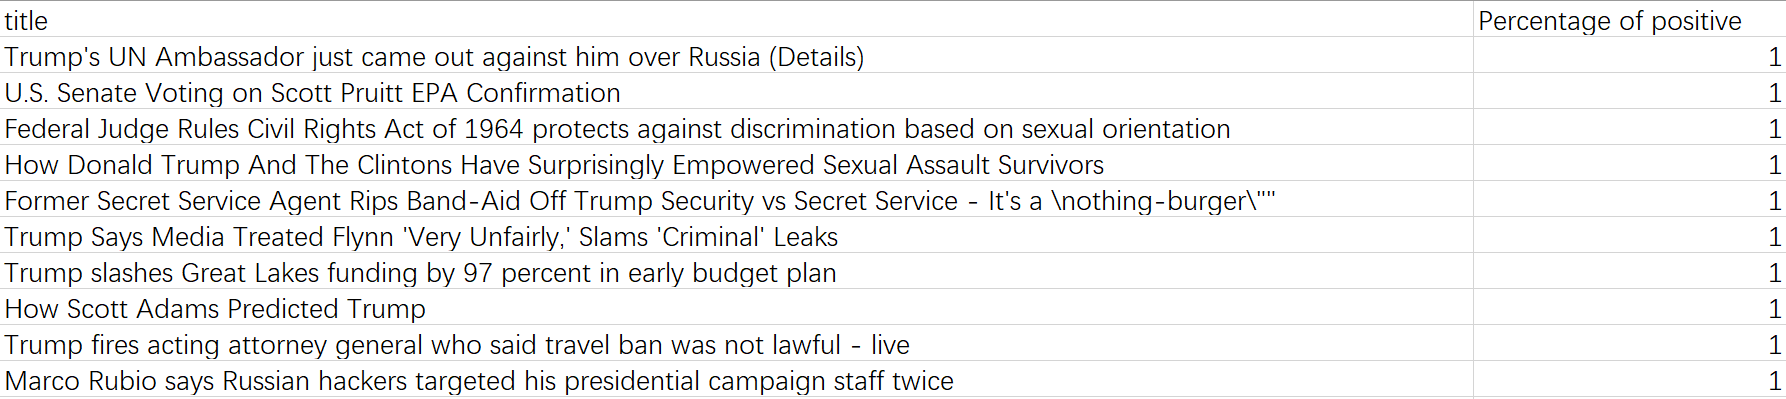 title Percentage of positive
Trump's UN Ambassador just came out against him over Russia (Details) 1
U.S. Senate Voting on Scott Pruitt EPA Confirmation 1
Federal Judge Rules Civil Rights Act of 1964 protects against discrimination based on sexual orientation 1
How Donald Trump And The Clintons Have Surprisingly Empowered Sexual Assault Survivors 1
Former Secret Service Agent Rips Band-Aid Off Trump Security vs Secret Service - It's a \nothing-burger\"" 1
Trump Says Media Treated Flynn 'Very Unfairly,' Slams 'Criminal' Leaks 1
Trump slashes Great Lakes funding by 97 percent in early budget plan 1
How Scott Adams Predicted Trump 1
Trump fires acting attorney general who said travel ban was not lawful - live 1
Marco Rubio says Russian hackers targeted his presidential campaign staff twice 1